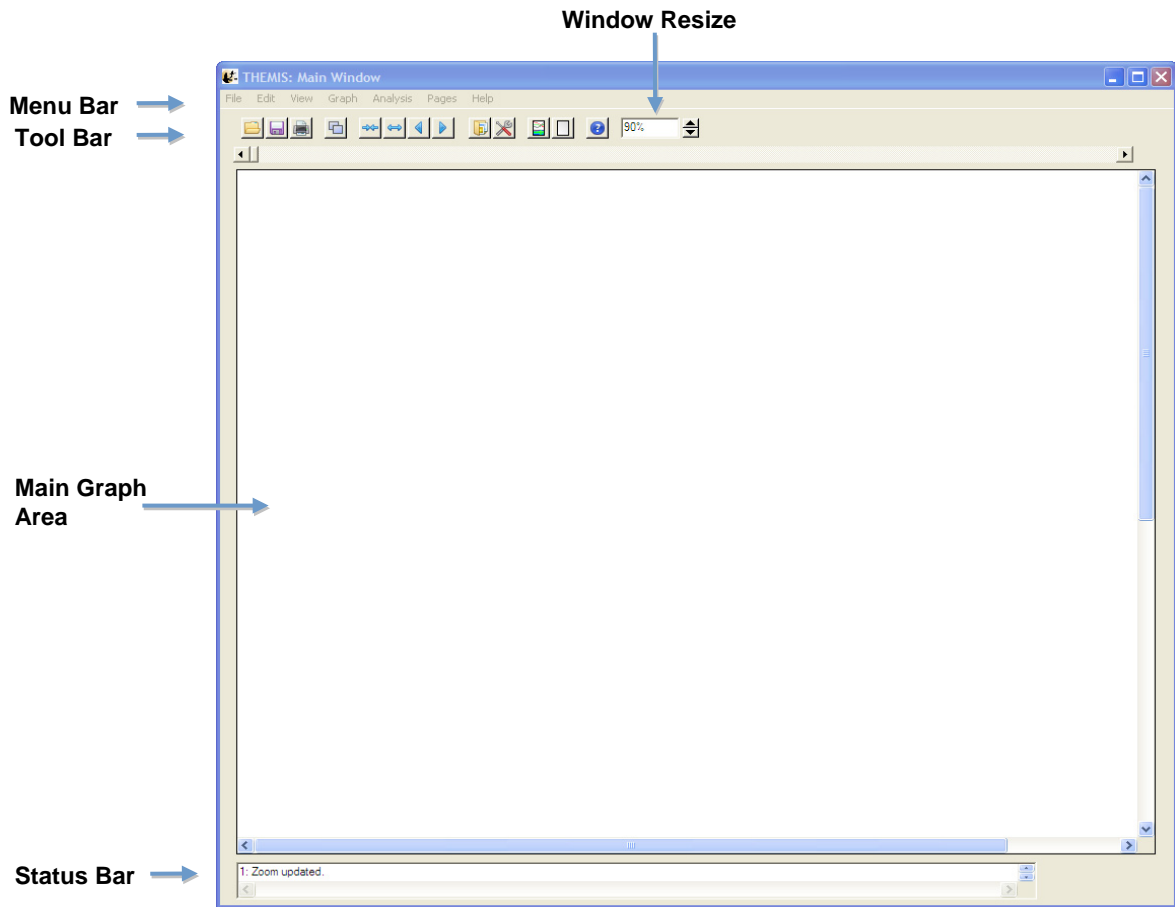 Window Resize
THEMIS: Main Window
Menu Bar
File Edit View Graph Analysis Pages Help
Tool Bar
90%
Main Graph
Area
Status Bar
1: Zoom updated.